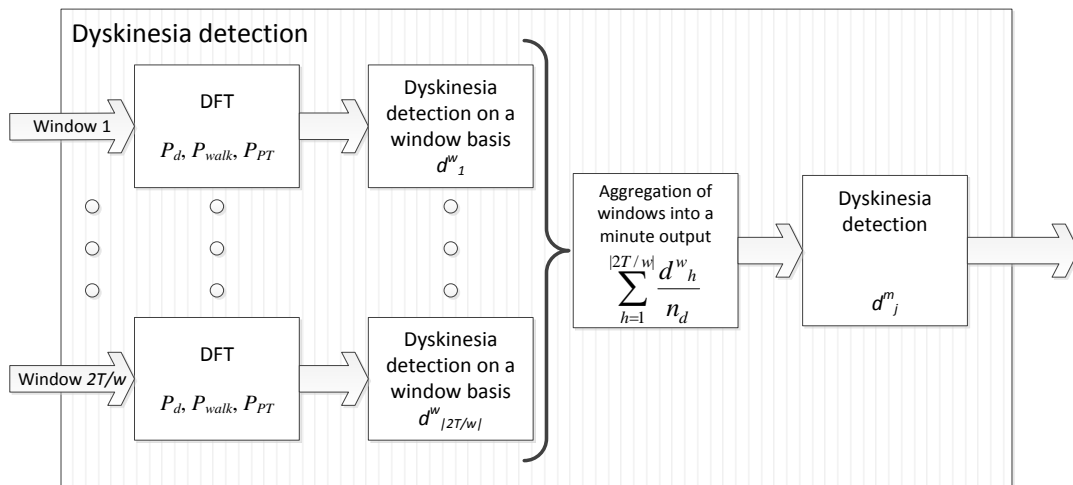 Dyskinesia detection
Window 1
DFT
P_d, P_walk, P_PT
Dyskinesia
detection on a
window basis
d^w_1
Aggregation of
windows into a
minute output
\sum_{h=1}^{|2T/w|} \frac{d^w_h}{n_d}
Dyskinesia
detection
d^m_j
Window 2T/w
DFT
P_d, P_walk, P_PT
Dyskinesia
detection on a
window basis
d^w_{|2T/w|}